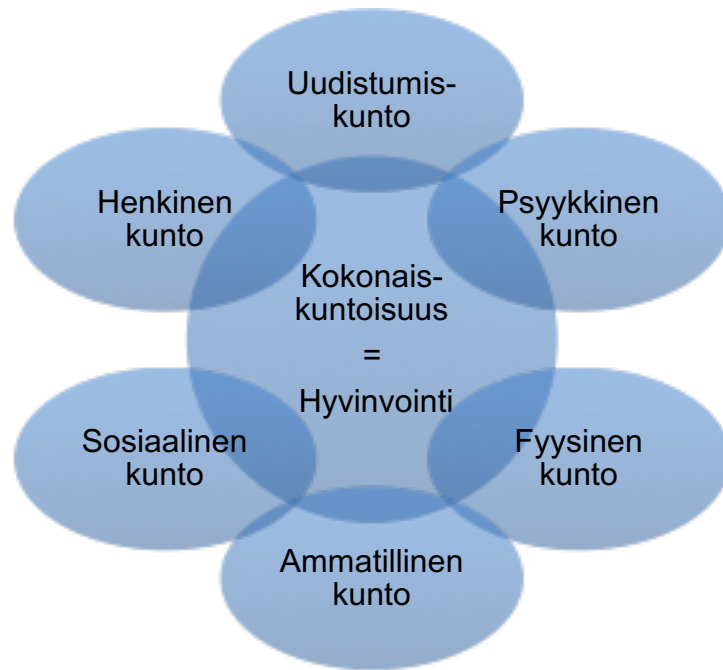 Uudistumis-
kunto
Henkinen
kunto
Psyykkinen
kunto
Kokonais-
kuntoisuus
=
Hyvinvointi
Sosiaalinen
kunto
Fyysinen
kunto
Ammatillinen
kunto